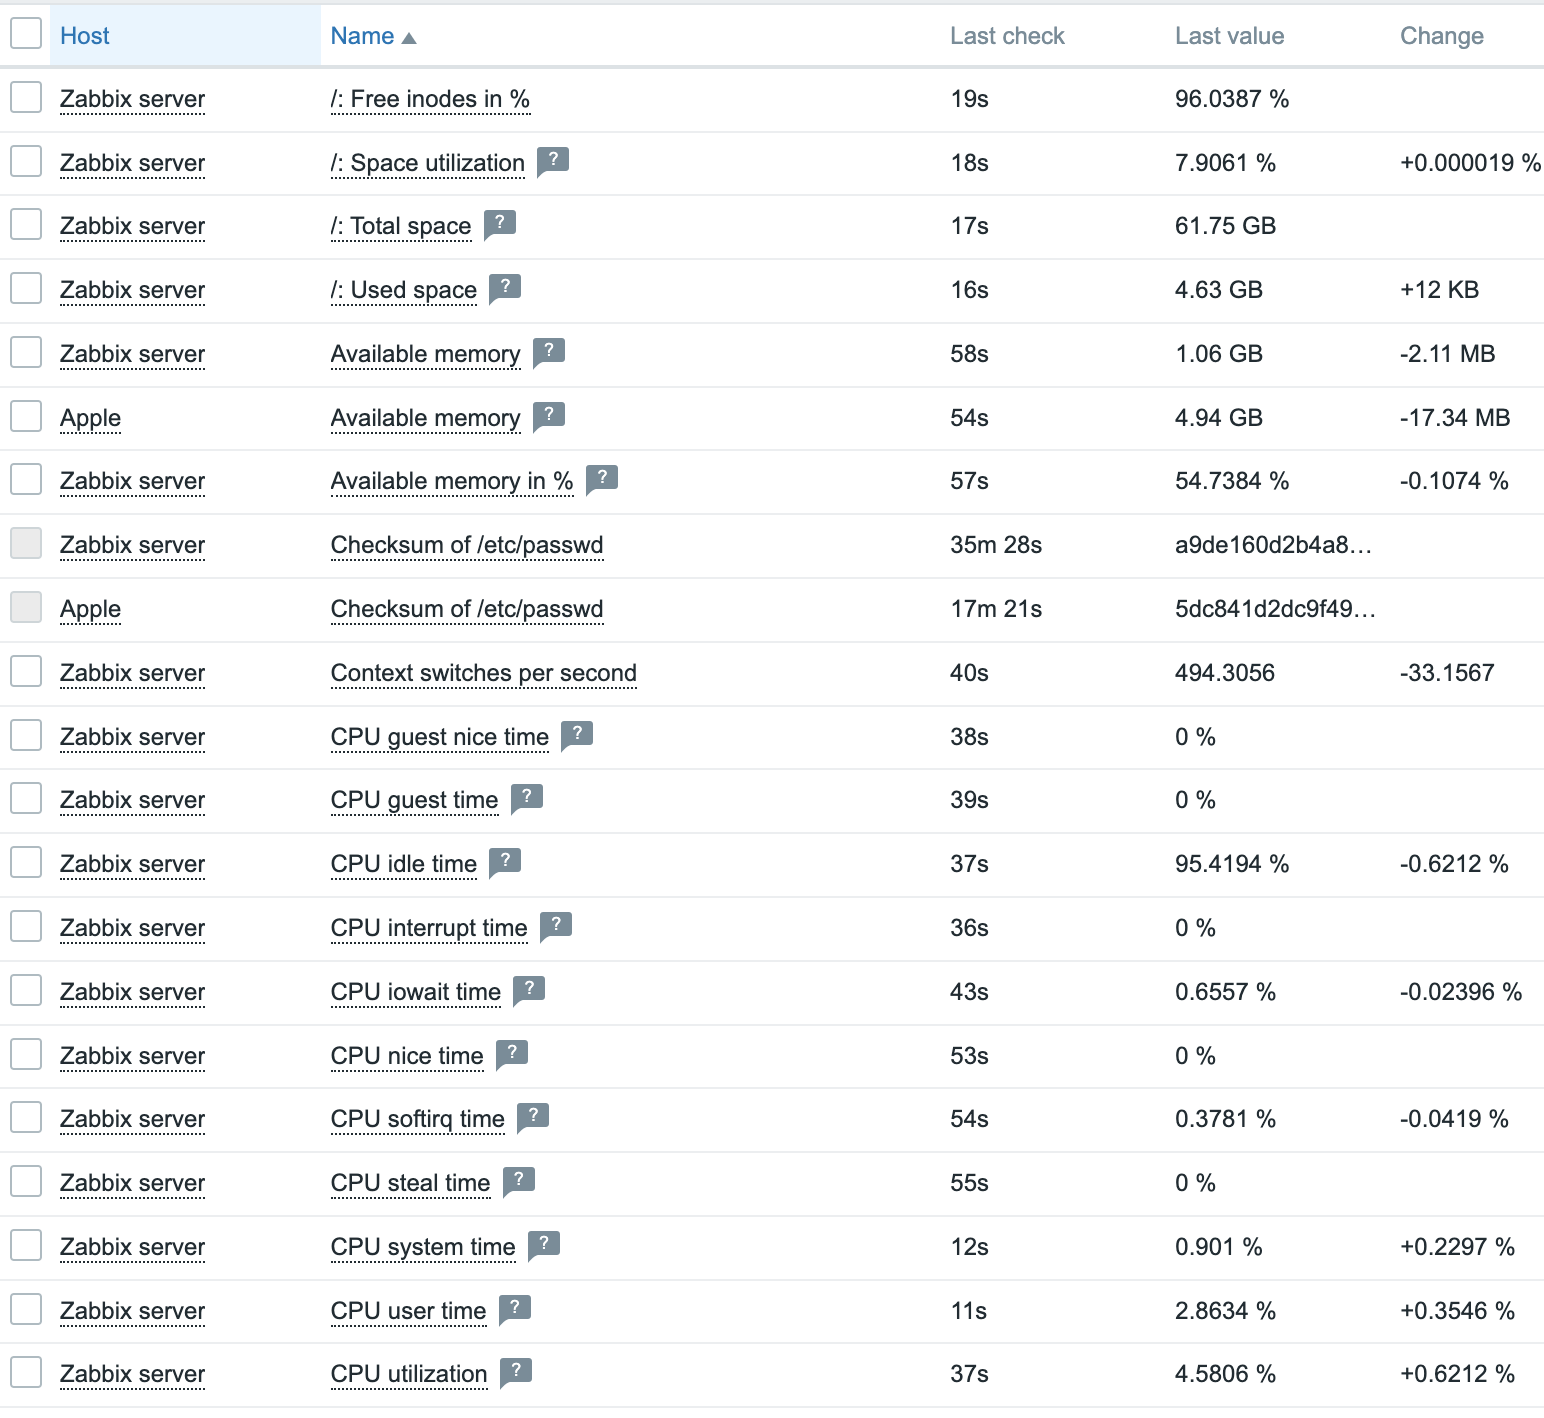 Host Name ▲ Last check Last value Change
Zabbix server /: Free inodes in % 19s 96.0387 %
Zabbix server /: Space utilization ? 18s 7.9061 % +0.000019 %
Zabbix server /: Total space ? 17s 61.75 GB
Zabbix server /: Used space ? 16s 4.63 GB +12 KB
Zabbix server Available memory ? 58s 1.06 GB -2.11 MB
Apple Available memory ? 54s 4.94 GB -17.34 MB
Zabbix server Available memory in % ? 57s 54.7384 % -0.1074 %
Zabbix server Checksum of /etc/passwd 35m 28s a9de160d2b4a8...
Apple Checksum of /etc/passwd 17m 21s 5dc841d2dc9f49...
Zabbix server Context switches per second 40s 494.3056 -33.1567
Zabbix server CPU guest nice time ? 38s 0 %
Zabbix server CPU guest time ? 39s 0 %
Zabbix server CPU idle time ? 37s 95.4194 % -0.6212 %
Zabbix server CPU interrupt time ? 36s 0 %
Zabbix server CPU iowait time ? 43s 0.6557 % -0.02396 %
Zabbix server CPU nice time ? 53s 0 %
Zabbix server CPU softirq time ? 54s 0.3781 % -0.0419 %
Zabbix server CPU steal time ? 55s 0 %
Zabbix server CPU system time ? 12s 0.901 % +0.2297 %
Zabbix server CPU user time ? 11s 2.8634 % +0.3546 %
Zabbix server CPU utilization ? 37s 4.5806 % +0.6212 %